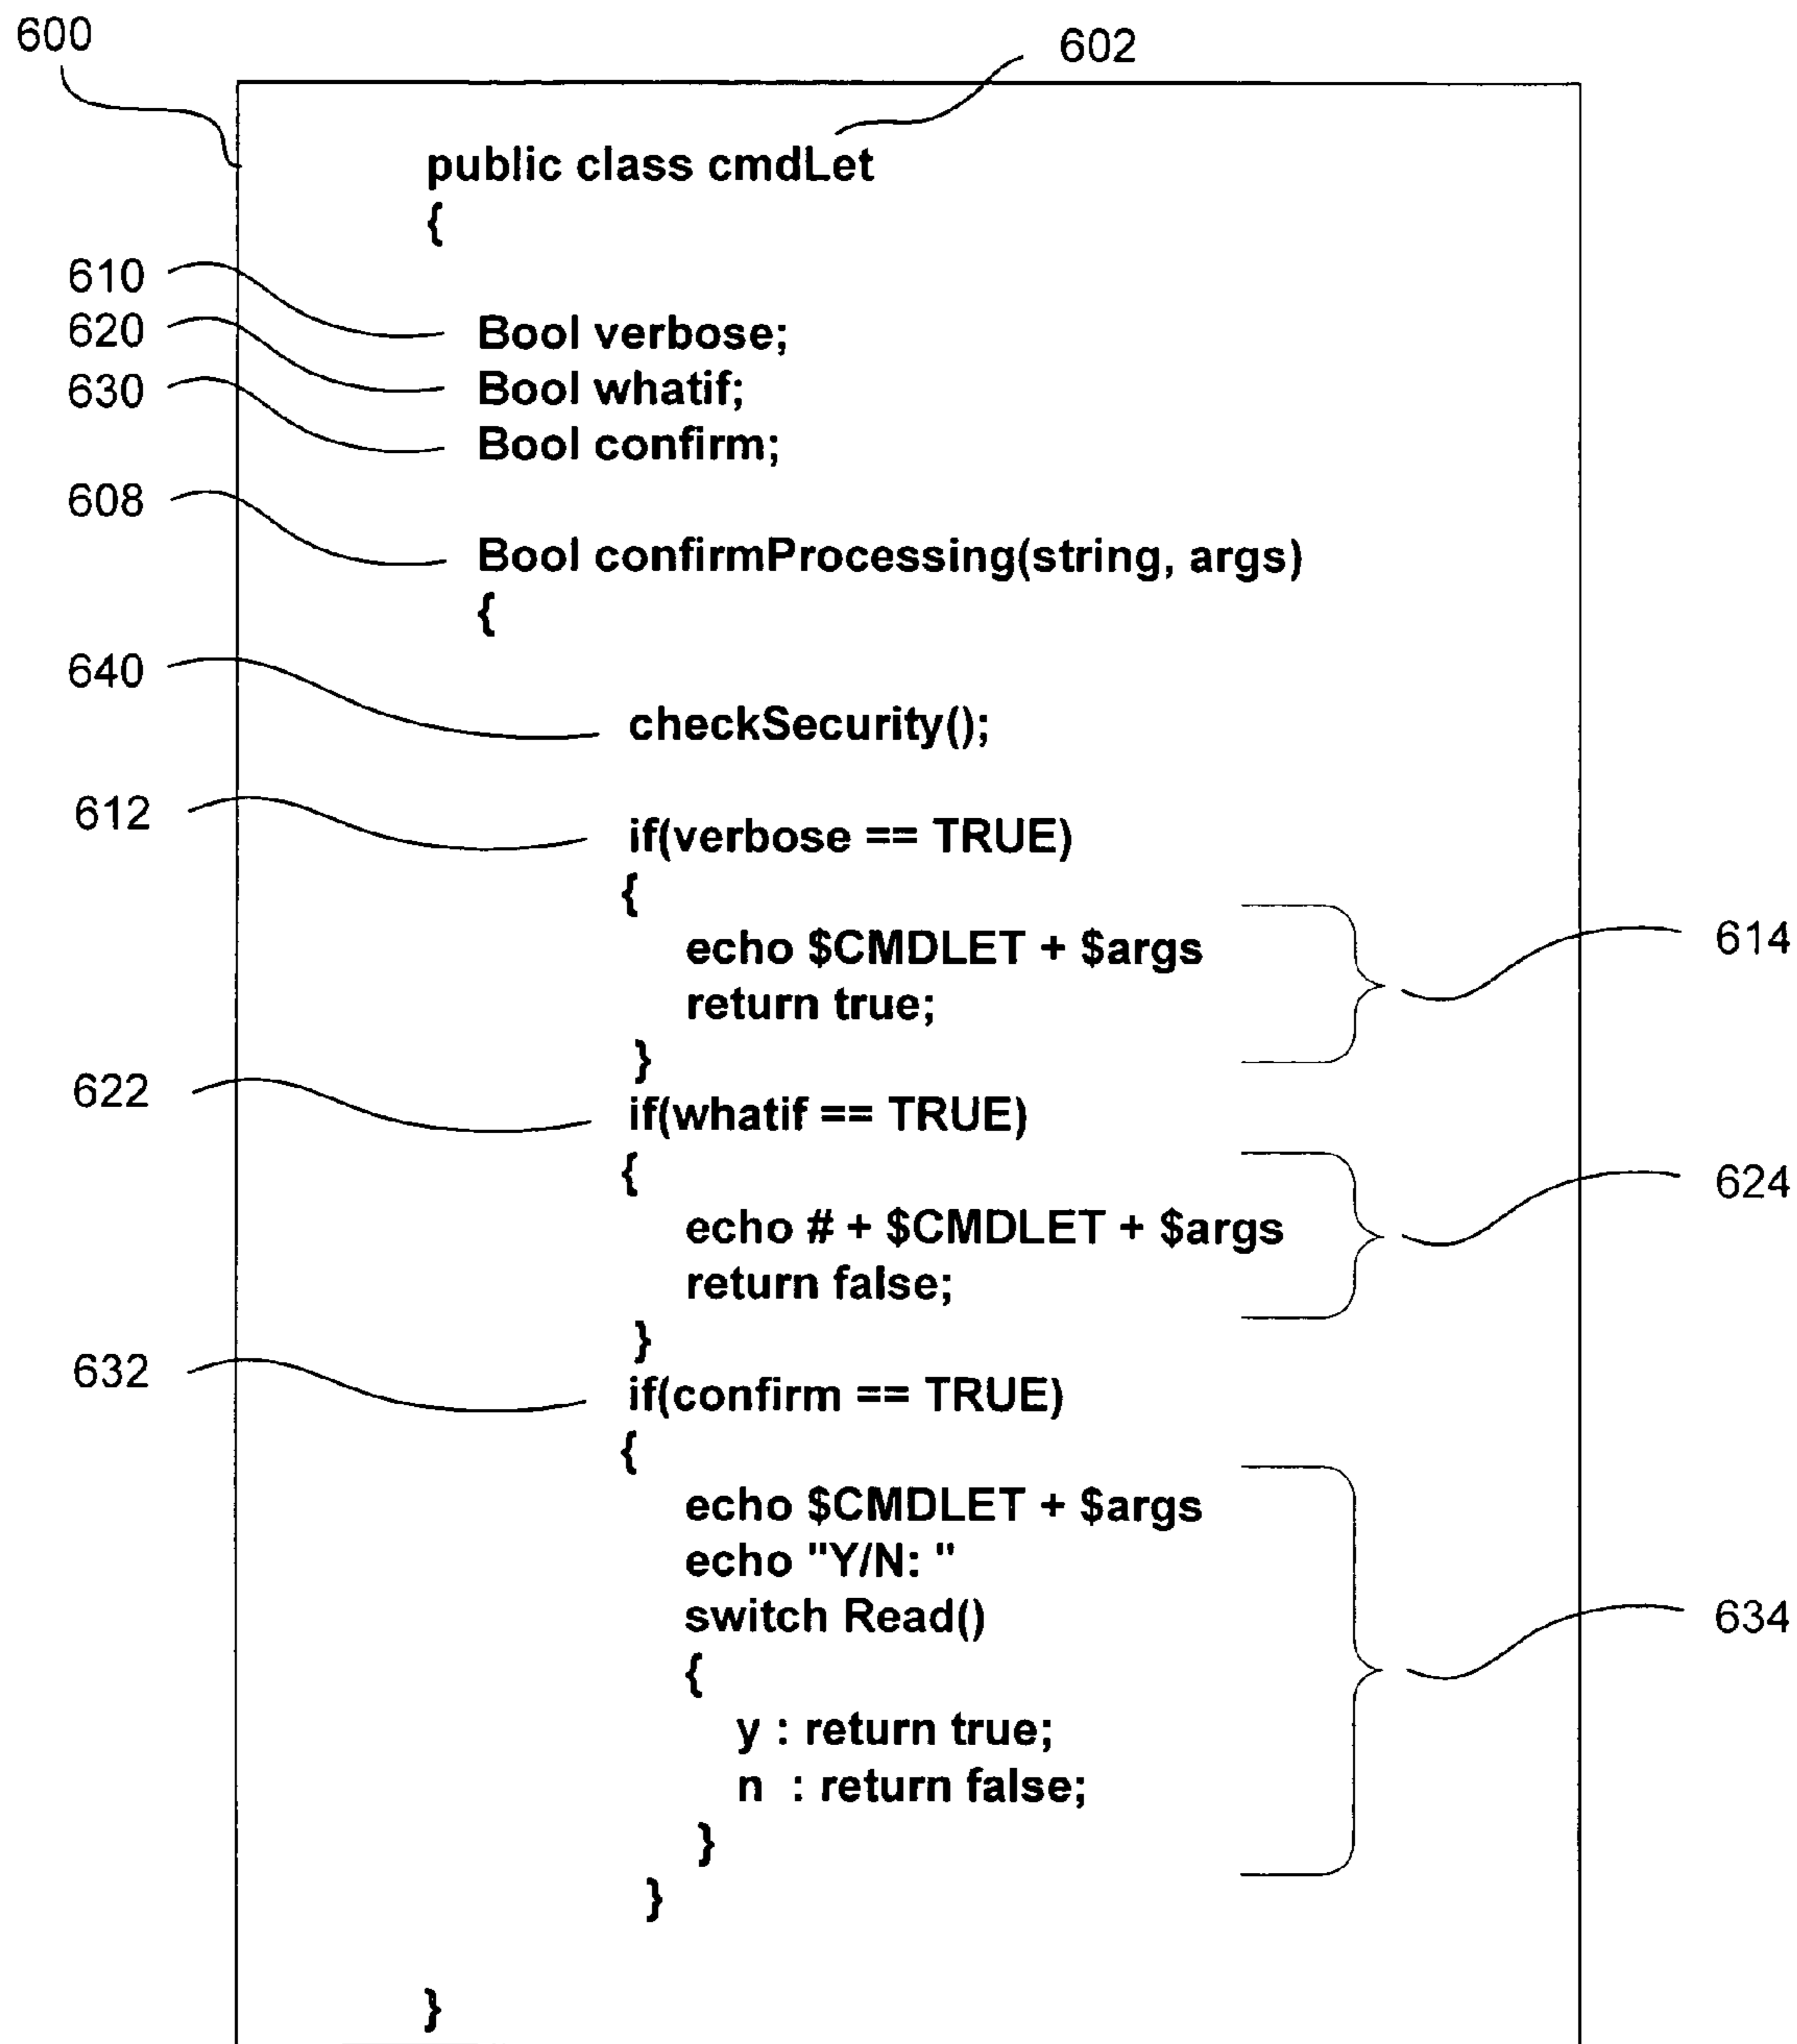 600
602
public class cmdLet
{
610
Bool verbose;
620
Bool whatif;
630
Bool confirm;
608
Bool confirmProcessing(string, args)
{
640
checkSecurity();
612
if(verbose == TRUE)
{
echo $CMDLET + $args
614
return true;
}
622
if(whatif == TRUE)
{
624
echo # + $CMDLET + $args
return false;
}
632
if(confirm == TRUE)
{
echo $CMDLET + $args
echo "Y/N: "
switch Read()
634
{
y : return true;
n : return false;
}
}
}